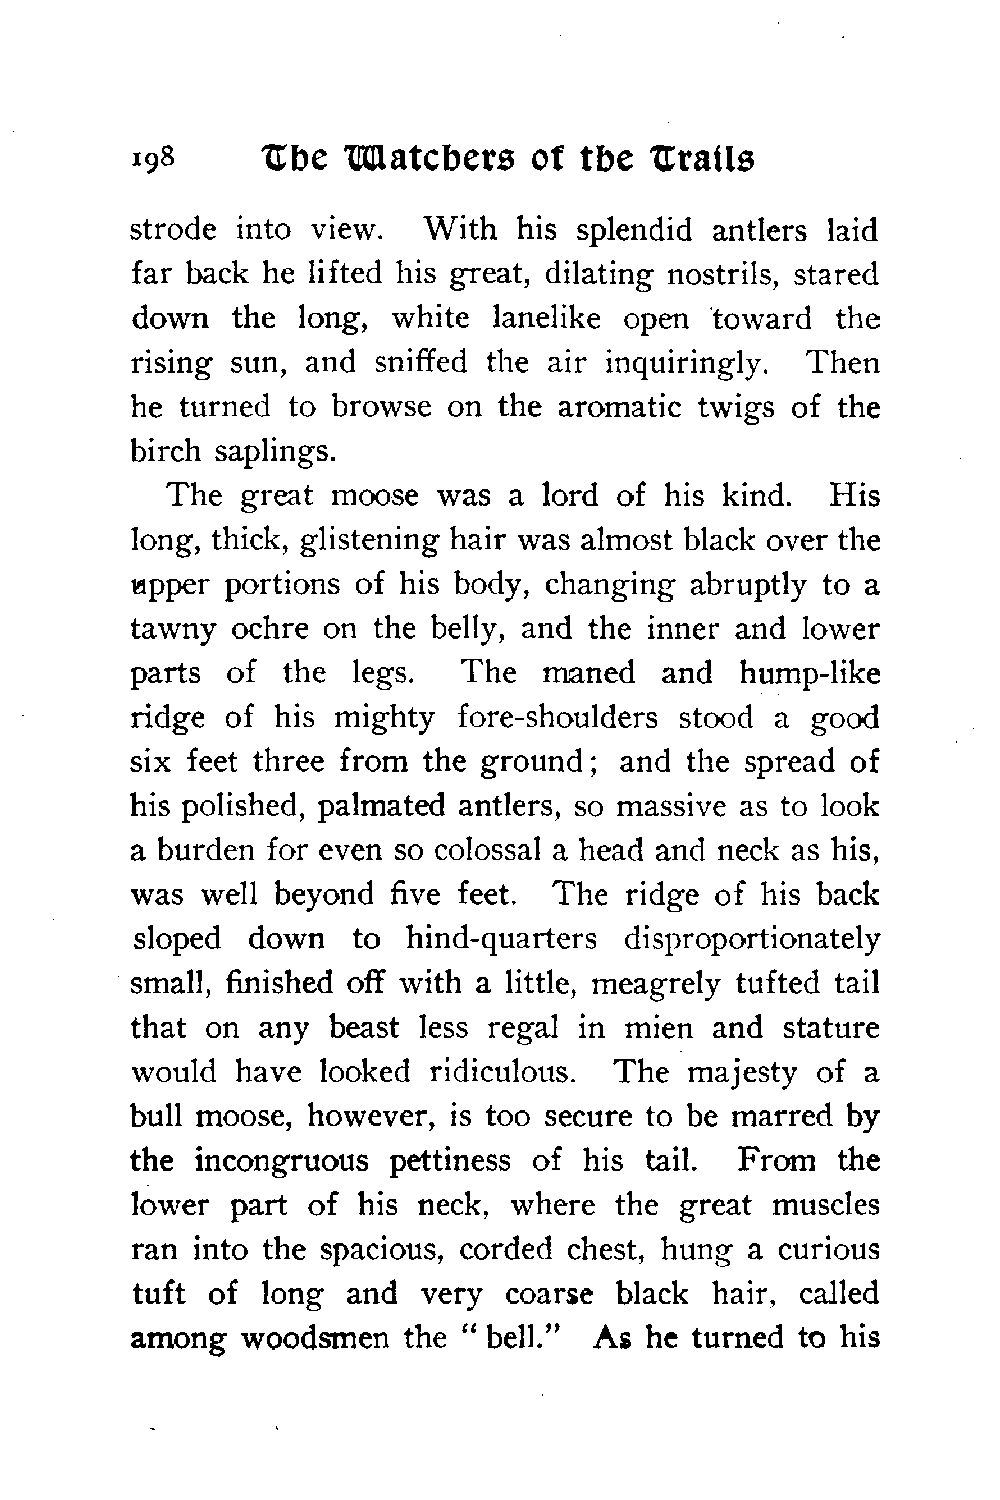 198 The Watchers of the Trails
strode into view. With his splendid antlers laid
far back he lifted his great, dilating nostrils, stared
down the long, white lanelike open toward the
rising sun, and sniffed the air inquiringly. Then
he turned to browse on the aromatic twigs of the
birch saplings.
The great moose was a lord of his kind. His
long, thick, glistening hair was almost black over the
upper portions of his body, changing abruptly to a
tawny ochre on the belly, and the inner and lower
parts of the legs. The maned and hump-like
ridge of his mighty fore-shoulders stood a good
six feet three from the ground; and the spread of
his polished, palmated antlers, so massive as to look
a burden for even so colossal a head and neck as his,
was well beyond five feet. The ridge of his back
sloped down to hind-quarters disproportionately
small, finished off with a little, meagrely tufted tail
that on any beast less regal in mien and stature
would have looked ridiculous. The majesty of a
bull moose, however, is too secure to be marred by
the incongruous pettiness of his tail. From the
lower part of his neck, where the great muscles
ran into the spacious, corded chest, hung a curious
tuft of long and very coarse black hair, called
among woodsmen the " bell." As he turned to his